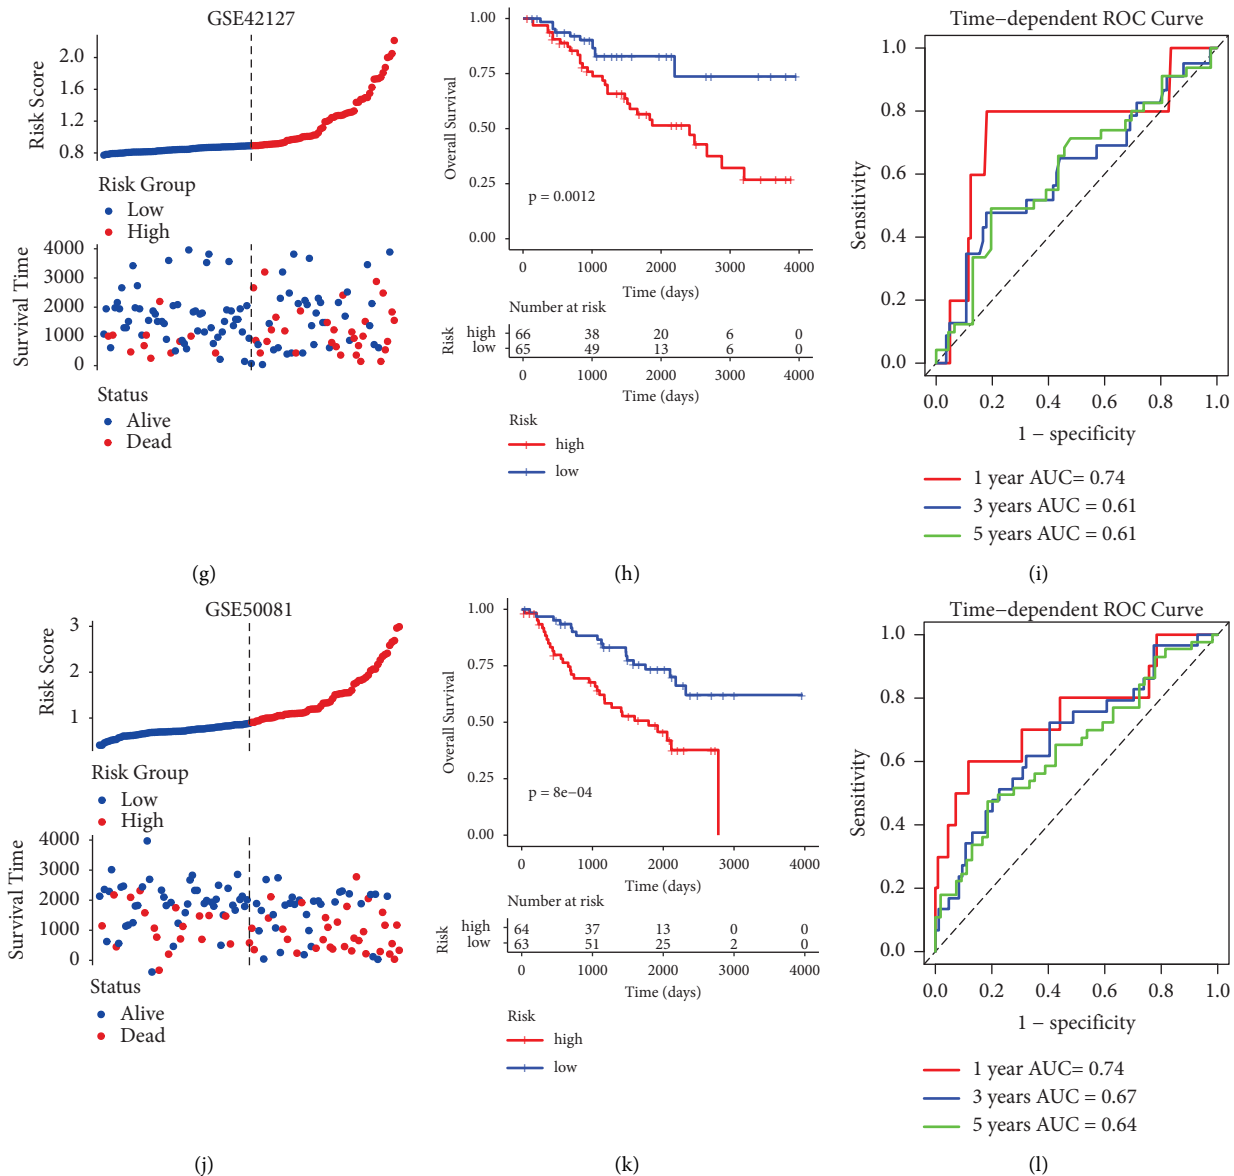 GSE42127
Risk Score
2.0
1.6
1.2
0.8
Risk Group
Low
High
Survival Time
4000
3000
2000
1000
0
Status
Alive
Dead
(g)
Overall Survival
1.00
0.75
0.50
0.25
0.00
p = 0.0012
0 1000 2000 3000 4000
Time (days)
Number at risk
Risk
high 66 38 20 6 0
low 65 49 13 6 0
0 1000 2000 3000 4000
Time (days)
Risk
high
low
(h)
Time−dependent ROC Curve
Sensitivity
1.0
0.8
0.6
0.4
0.2
0.0
0.0 0.2 0.4 0.6 0.8 1.0
1 − specificity
1 year AUC= 0.74
3 years AUC = 0.61
5 years AUC = 0.61
(i)
GSE50081
Risk Score
3
2
1
Risk Group
Low
High
Survival Time
4000
3000
2000
1000
0
Status
Alive
Dead
(j)
Overall Survival
1.00
0.75
0.50
0.25
0.00
p = 8e−04
0 1000 2000 3000 4000
Time (days)
Number at risk
Risk
high 64 37 13 0 0
low 63 51 25 2 0
0 1000 2000 3000 4000
Time (days)
Risk
high
low
(k)
Time−dependent ROC Curve
Sensitivity
1.0
0.8
0.6
0.4
0.2
0.0
0.0 0.2 0.4 0.6 0.8 1.0
1 − specificity
1 year AUC= 0.74
3 years AUC = 0.67
5 years AUC = 0.64
(l)